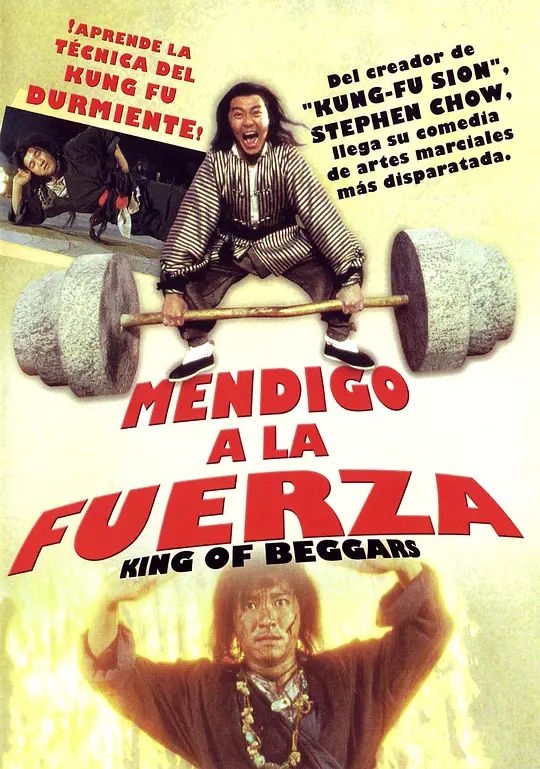 !APRENDE LA
TÉCNICA DEL
KUNG FU
DURMIENTE!
Del creador de
"KUNG-FU SION",
STEPHEN CHOW,
llega su comedia
de artes marciales
más disparatada.
MENDIGO
A LA
FUERZA
KING OF BEGGARS